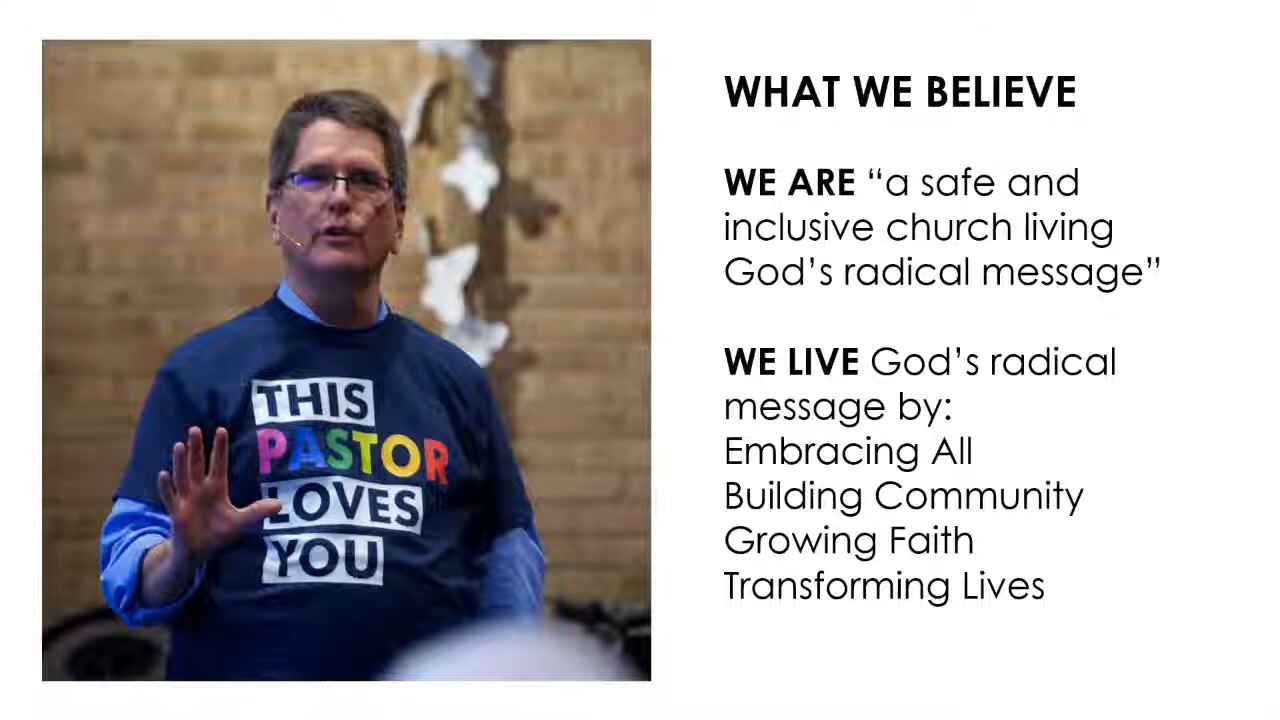 THIS
PASTOR
LOVES
YOU
WHAT WE BELIEVE
WE ARE “a safe and
inclusive church living
God’s radical message”
WE LIVE God’s radical
message by:
Embracing All
Building Community
Growing Faith
Transforming Lives